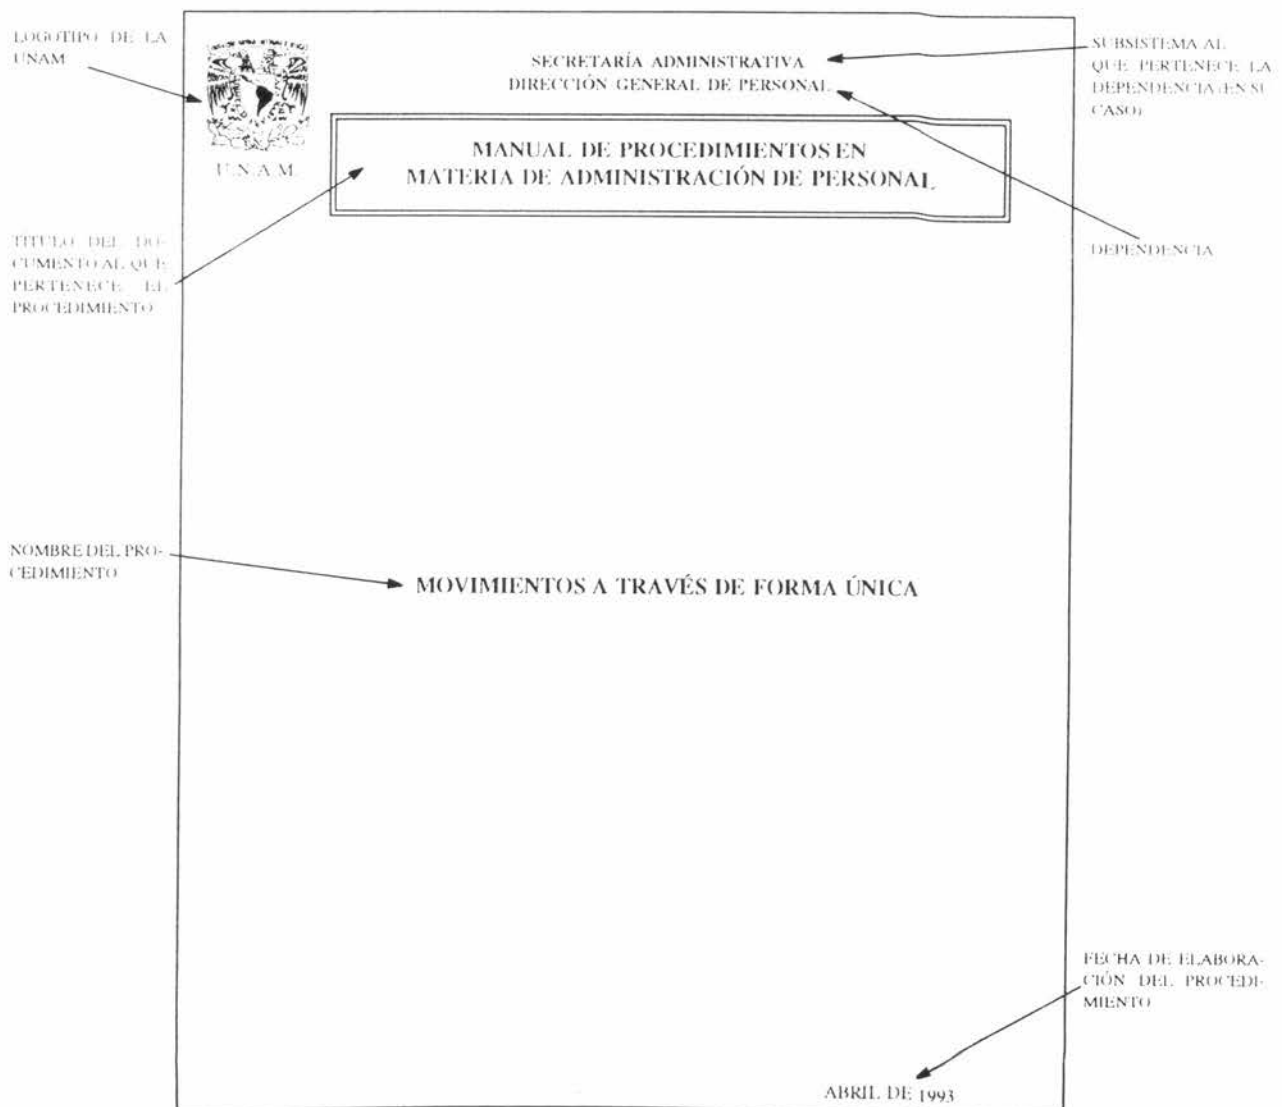 LOGOTIPO DE LA
UNAM
U.N.A.M.
SECRETARÍA ADMINISTRATIVA
DIRECCIÓN GENERAL DE PERSONAL
SUBSISTEMA AL
QUE PERTENECE LA
DEPENDENCIA (EN SU
CASO)
MANUAL DE PROCEDIMIENTOS EN
MATERIA DE ADMINISTRACIÓN DE PERSONAL
TITULO DEL DO-
CUMENTO AL QUE
PERTENECE EL
PROCEDIMIENTO
DEPENDENCIA
NOMBRE DEL PRO-
CEDIMIENTO
MOVIMIENTOS A TRAVÉS DE FORMA ÚNICA
FECHA DE ELABORA-
CIÓN DEL PROCEDI-
MIENTO
ABRIL DE 1993